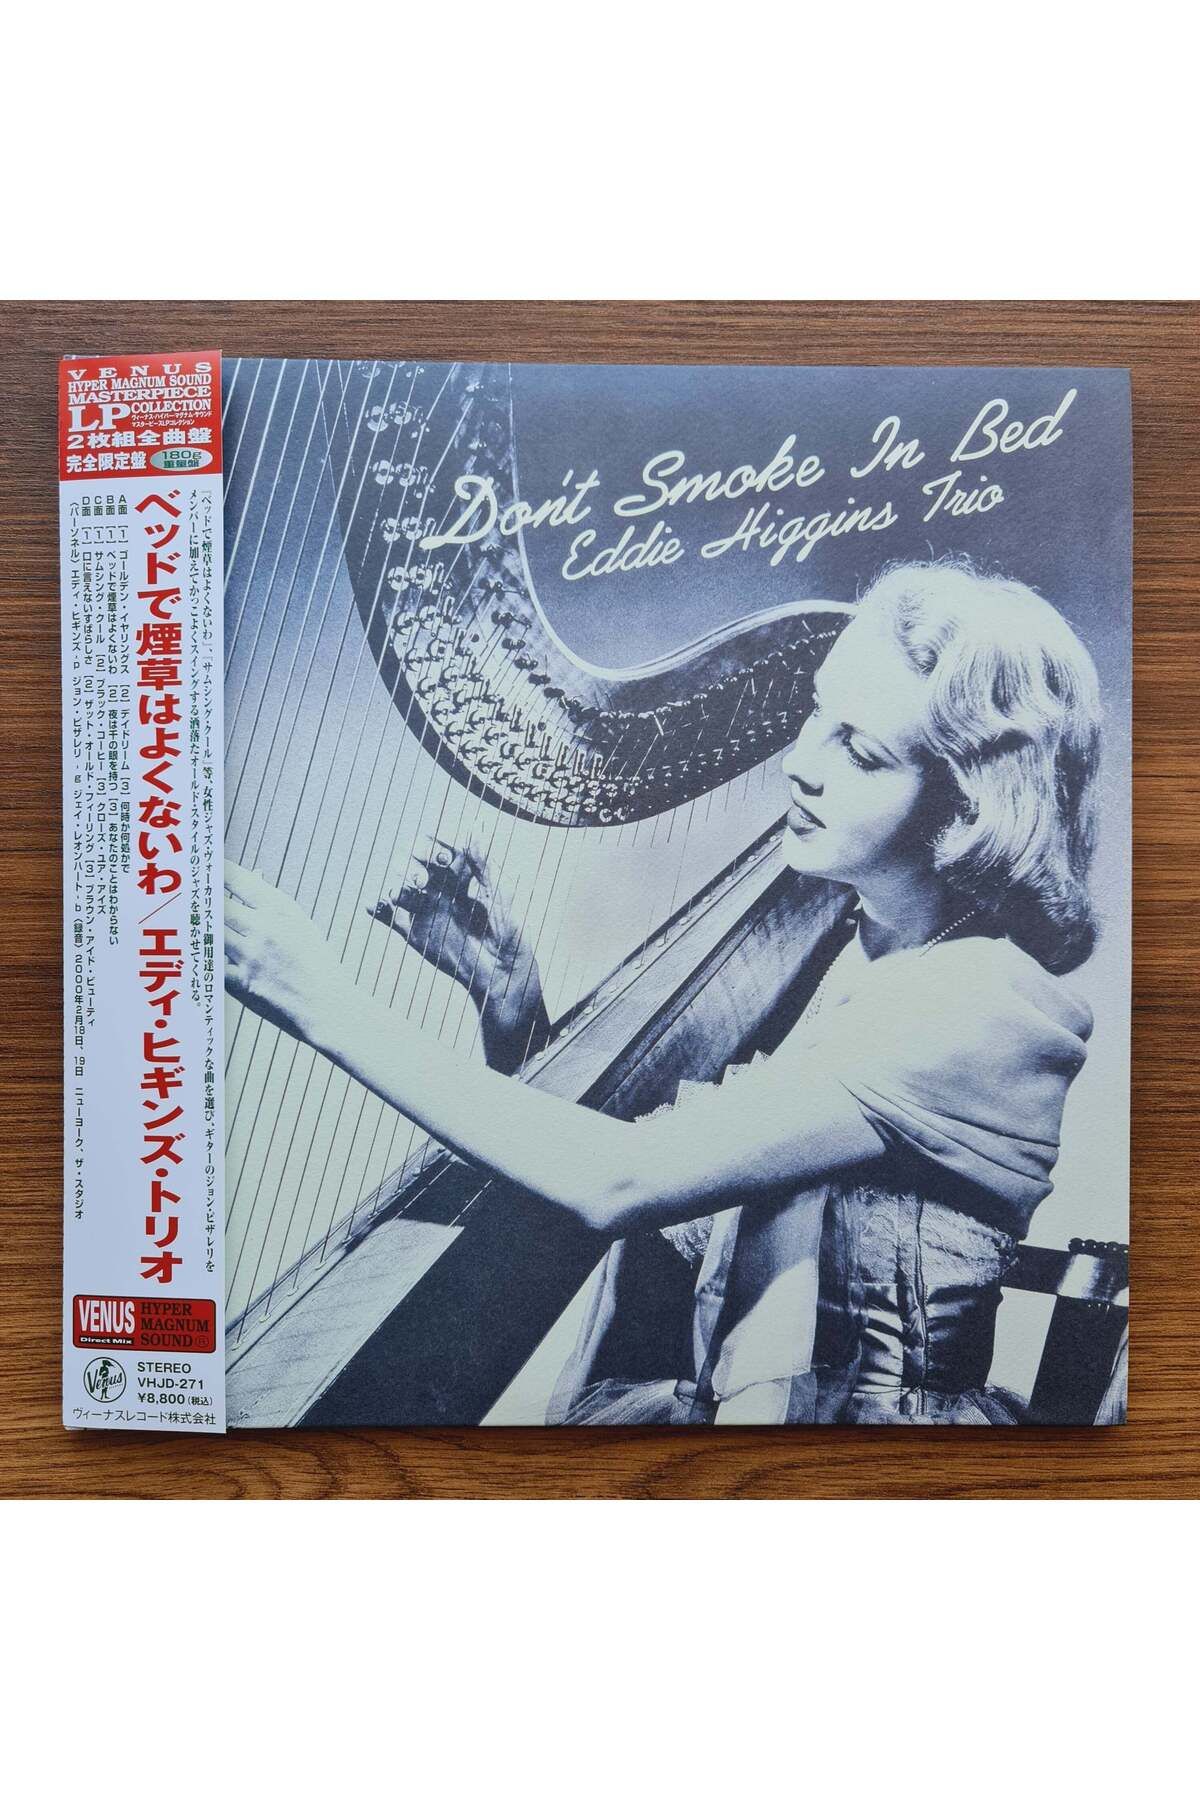 VENUS
HYPER MAGNUM SOUND
MASTERPIECE
LP COLLECTION
ヴィーナス・ハイパー・マグナム・サウンド
マスターピースLPコレクション
2枚組全曲盤
完全限定盤 180g
重量盤
『ベッドで煙草はよくないわ』、『サムシング・クール』等、女性ジャズ・ヴォーカリスト御用達のロマンティックな曲を選び、ギターのジョン・ピザレリを
メンバーに加えてかっこよくスイングする洒落たオールド・スタイルのジャズを聴かせてくれる。
ベッドで煙草はよくないわ/エディ・ヒギンズ・トリオ
A面 [1] ゴールデン・イヤリングス [2] デイドリーム [3] 何時か何処かで
B面 [1] ベッドで煙草はよくないわ [2] 夜は千の眼を持つ [3] あなたのことはわからない
C面 [1] サムシング・クール [2] ブラック・コーヒー [3] クローズ・ユア・アイズ
D面 [1] 口に言えないすばらしさ [2] ザット・オールド・フィーリング [3] ブラウン・アイド・ビューティ
〈パーソネル〉 エディ・ヒギンズ-p ジョン・ピザレリ-g ジェイ・レオンハート-b 〈録音〉2000年2月18日、19日 ニューヨーク、ザ・スタジオ
VENUS
Direct Mix
HYPER
MAGNUM
SOUND®
Venus
STEREO
VHJD-271
¥8,800(税込)
ヴィーナスレコード株式会社
Don't Smoke In Bed
Eddie Higgins Trio